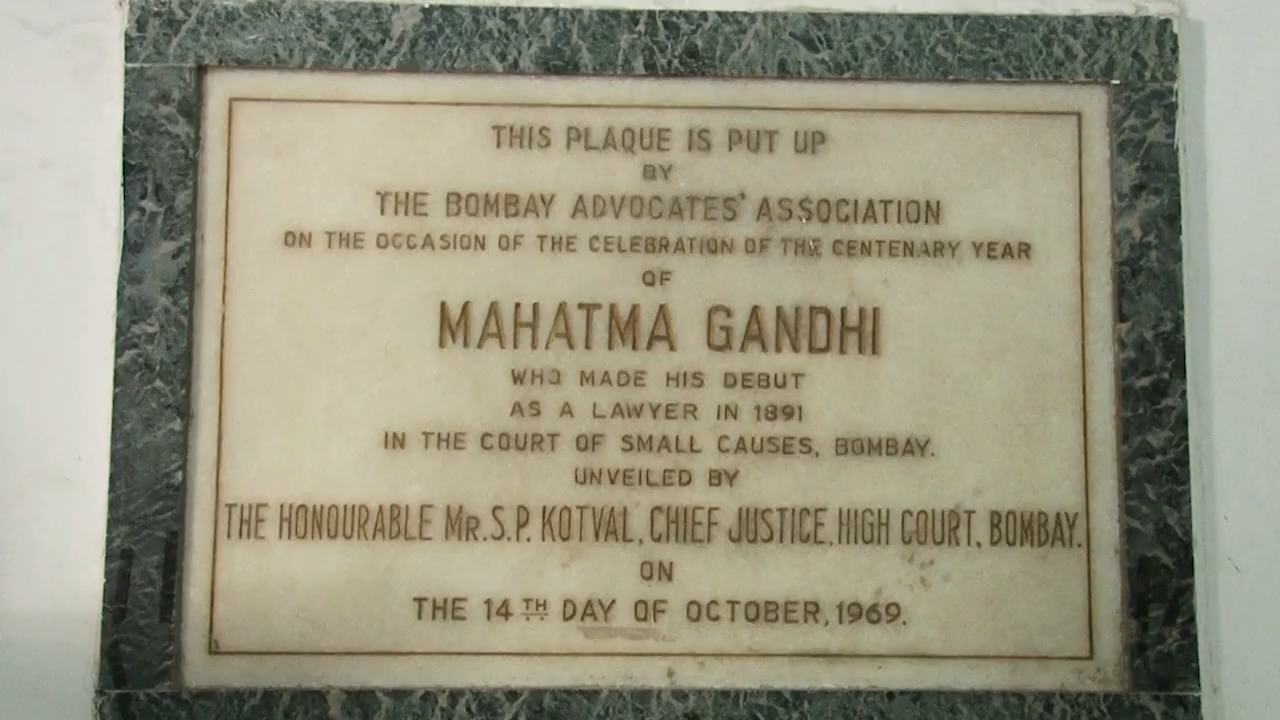 THIS PLAQUE IS PUT UP
BY
THE BOMBAY ADVOCATES' ASSOCIATION
ON THE OCCASION OF THE CELEBRATION OF THE CENTENARY YEAR
OF
MAHATMA GANDHI
WHO MADE HIS DEBUT
AS A LAWYER IN 1891
IN THE COURT OF SMALL CAUSES, BOMBAY.
UNVEILED BY
THE HONOURABLE MR. S.P. KOTVAL, CHIEF JUSTICE, HIGH COURT, BOMBAY.
ON
THE 14TH DAY OF OCTOBER, 1969.